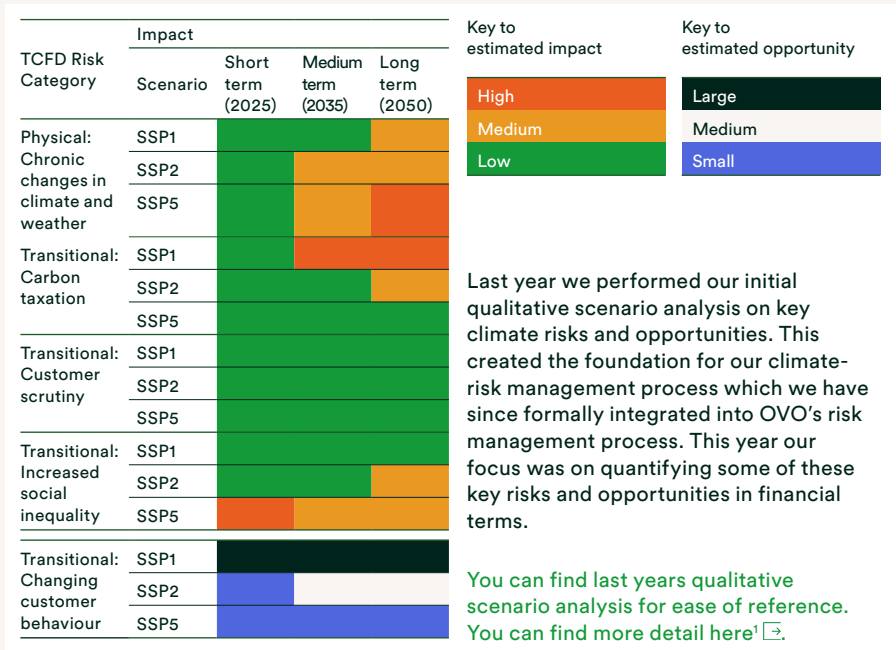 TCFD Risk
Category
Impact
Scenario
Short
term
(2025)
Medium
term
(2035)
Long
term
(2050)
Physical:
Chronic
changes in
climate and
weather
SSP1
SSP2
SSP5
Transitional:
Carbon
taxation
SSP1
SSP2
SSP5
Transitional:
Customer
scrutiny
SSP1
SSP2
SSP5
Transitional:
Increased
social
inequality
SSP1
SSP2
SSP5
Transitional:
Changing
customer
behaviour
SSP1
SSP2
SSP5
Key to
estimated impact
High
Medium
Low
Key to
estimated opportunity
Large
Medium
Small
Last year we performed our initial
qualitative scenario analysis on key
climate risks and opportunities. This
created the foundation for our climate-
risk management process which we have
since formally integrated into OVO’s risk
management process. This year our
focus was on quantifying some of these
key risks and opportunities in financial
terms.
You can find last years qualitative
scenario analysis for ease of reference.
You can find more detail here¹.